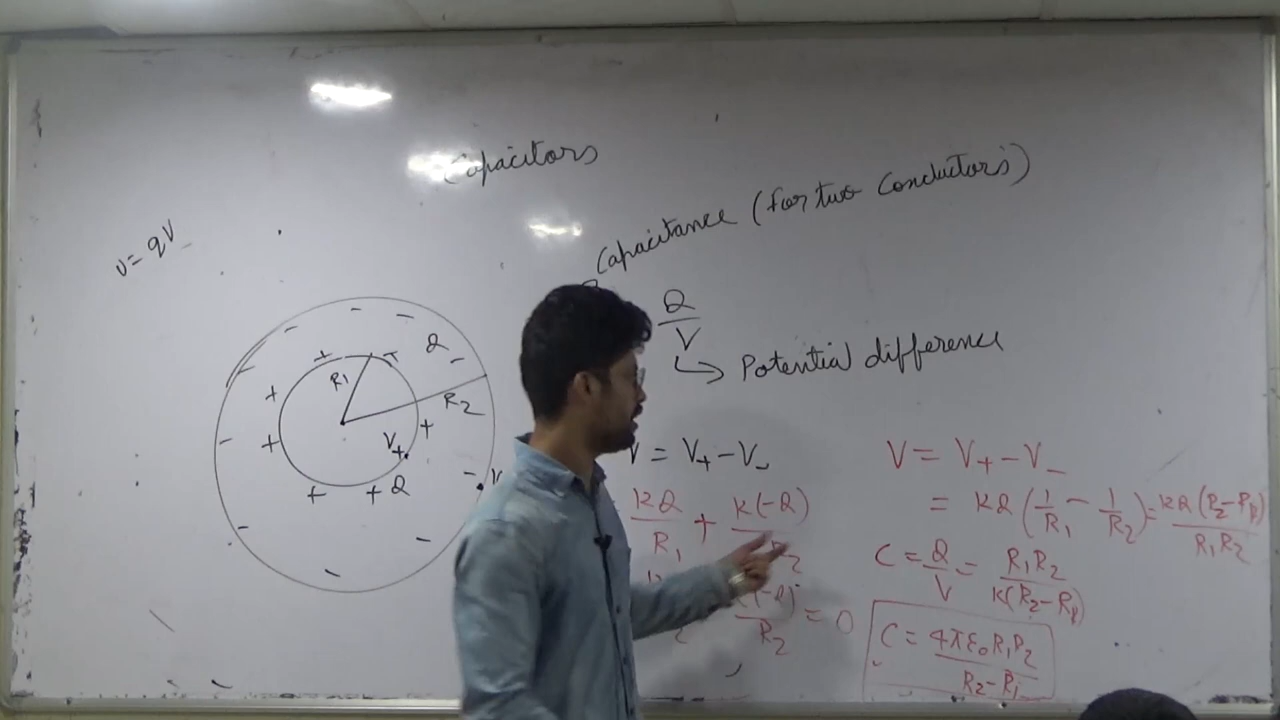 Capacitors
Capacitance (for two conductors)
U = qV
Q/V
↳ Potential difference
− − − − − − − − −
+ + + + + + + +
R1
R2
Q
V+
Q
V = V+ − V−
KQ/R1 + K(−Q)/R2
(−Q)/R2 = 0
V = V+ − V−
= KQ(1/R1 − 1/R2) = KQ(R2−R1)/R1R2
C = Q/V = R1R2/K(R2−R1)
C = 4πε0R1R2/R2−R1